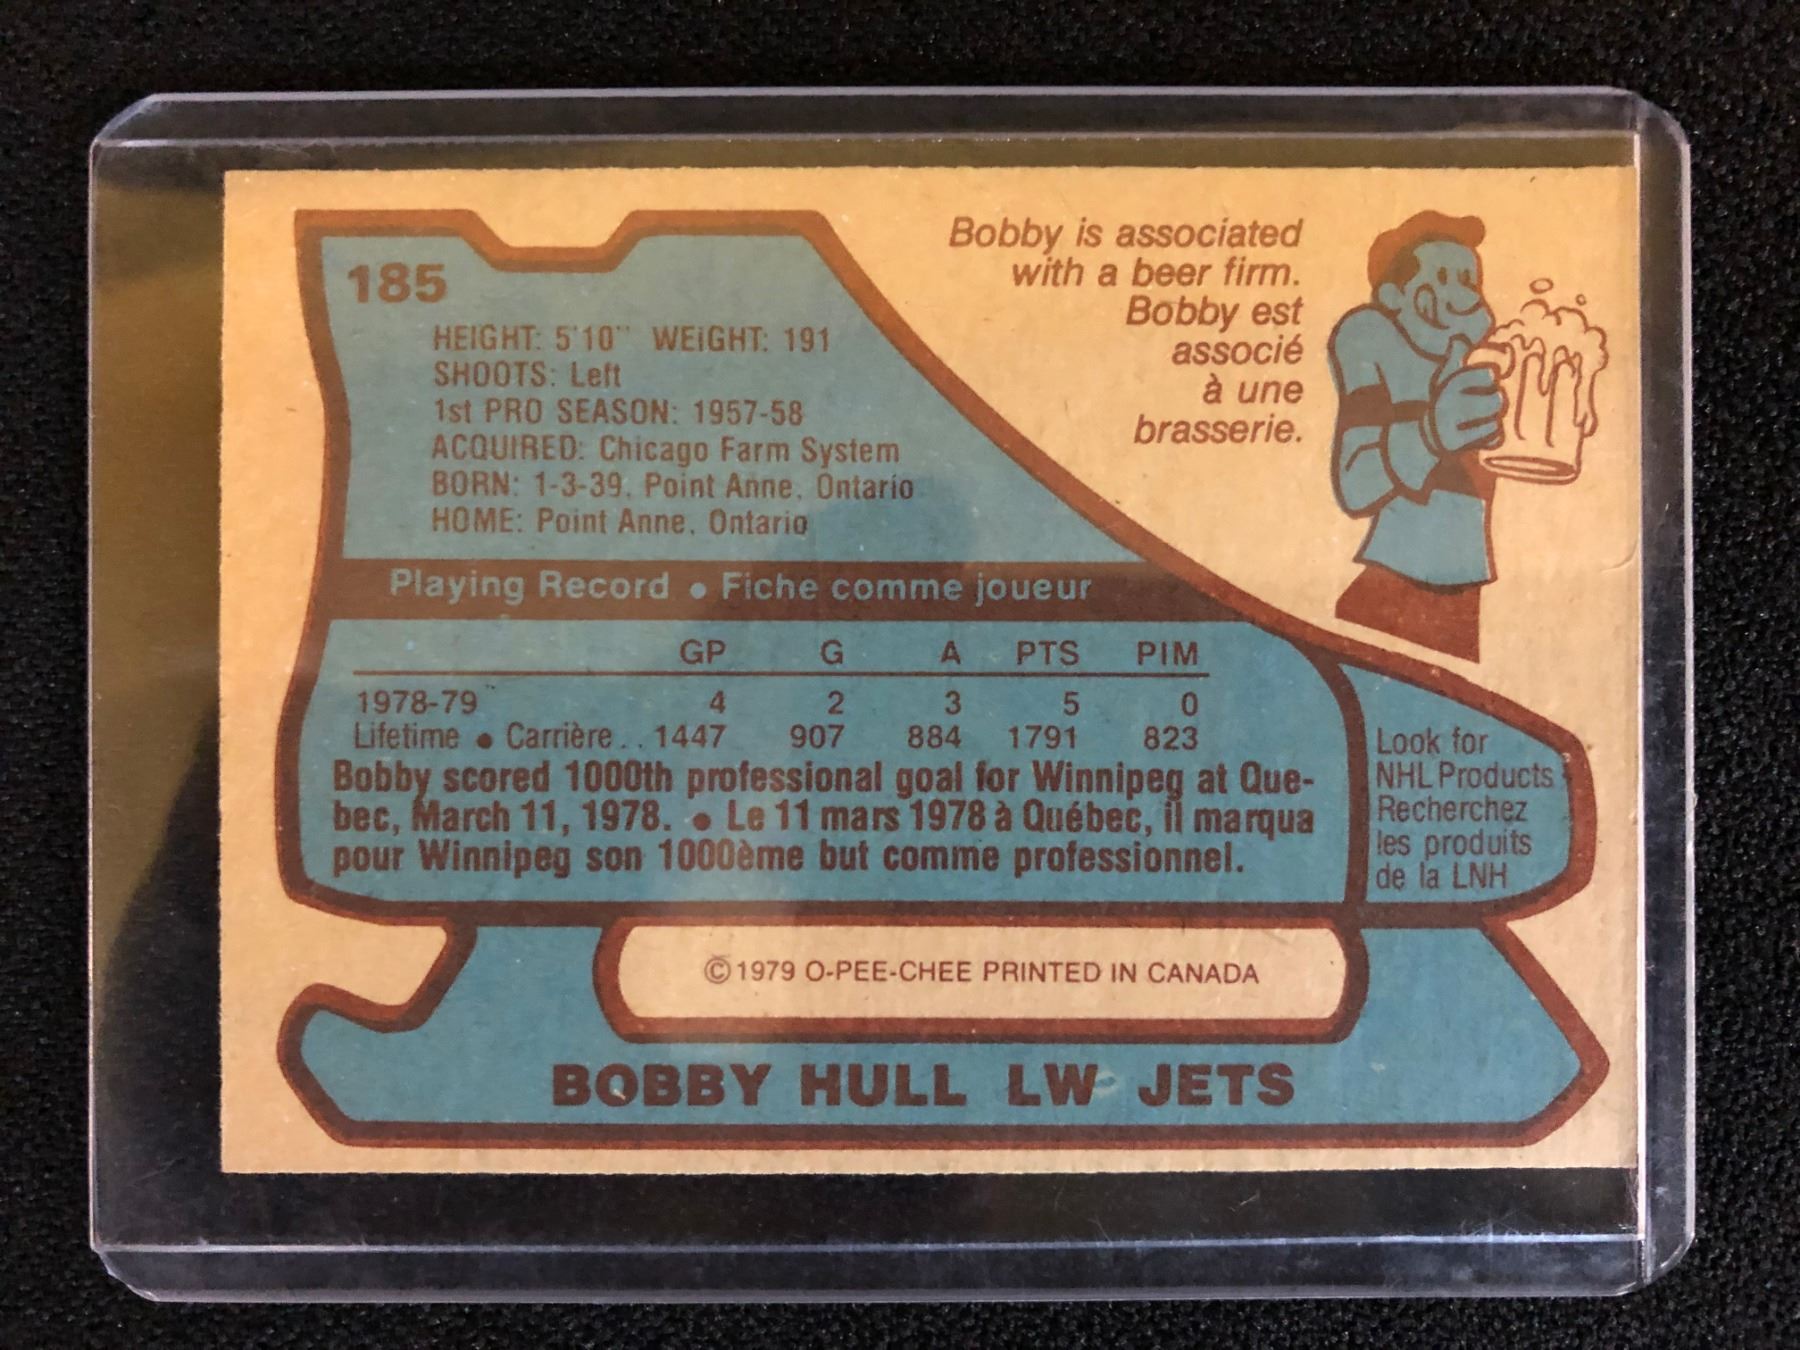 185
HEIGHT: 5'10" WEiGHT: 191
SHOOTS: Left
1st PRO SEASON: 1957-58
ACQUIRED: Chicago Farm System
BORN: 1-3-39, Point Anne, Ontario
HOME: Point Anne, Ontario
Bobby is associated
with a beer firm.
Bobby est
associé
à une
brasserie.
Playing Record • Fiche comme joueur
GP G A PTS PIM
1978-79 4 2 3 5 0
Lifetime • Carrière . . 1447 907 884 1791 823
Bobby scored 1000th professional goal for Winnipeg at Que-
bec, March 11, 1978. • Le 11 mars 1978 à Québec, il marqua
pour Winnipeg son 1000ème but comme professionnel.
Look for
NHL Products
Recherchez
les produits
de la LNH
© 1979 O-PEE-CHEE PRINTED IN CANADA
BOBBY HULL LW JETS